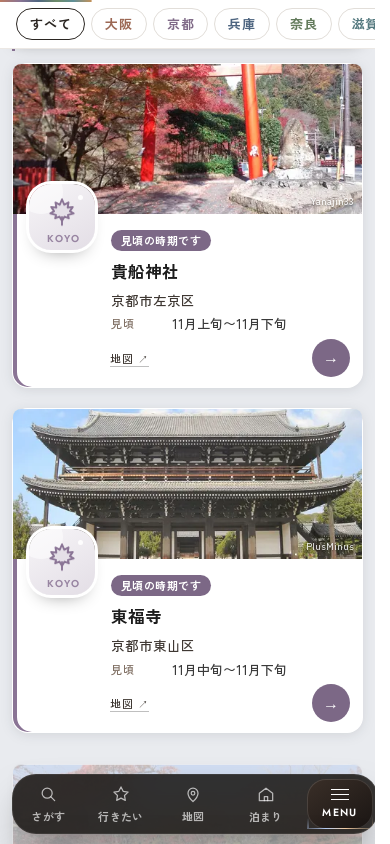 すべて
大阪
京都
兵庫
奈良
滋賀
Yanajin33
KOYO
見頃の時期です
貴船神社
京都市左京区
見頃 11月上旬〜11月下旬
地図 ↗
→
PlusMinus
KOYO
見頃の時期です
東福寺
京都市東山区
見頃 11月中旬〜11月下旬
地図 ↗
→
さがす
行きたい
地図
泊まり
MENU